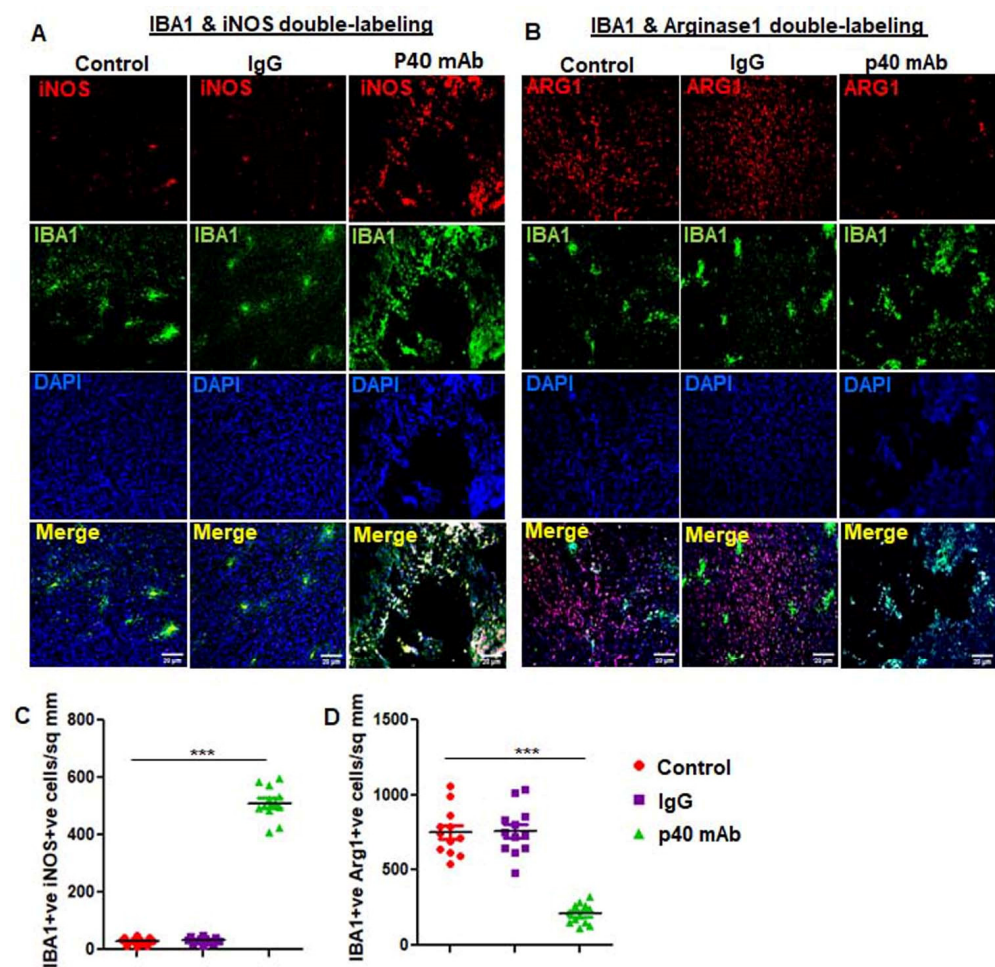 A
IBA1 & iNOS double-labeling
Control
IgG
P40 mAb
iNOS
iNOS
iNOS
IBA1
IBA1
IBA1
DAPI
DAPI
DAPI
Merge
Merge
Merge
20 µm
20 µm
20 µm
B
IBA1 & Arginase1 double-labeling
Control
IgG
p40 mAb
ARG1
ARG1
ARG1
IBA1
IBA1
IBA1
DAPI
DAPI
DAPI
Merge
Merge
Merge
20 µm
20 µm
20 µm
C
IBA1+ve iNOS+ve cells/sq mm
800
600
400
200
0
***
D
IBA1+ve Arg1+ve cells/sq mm
1500
1000
500
0
***
Control
IgG
p40 mAb